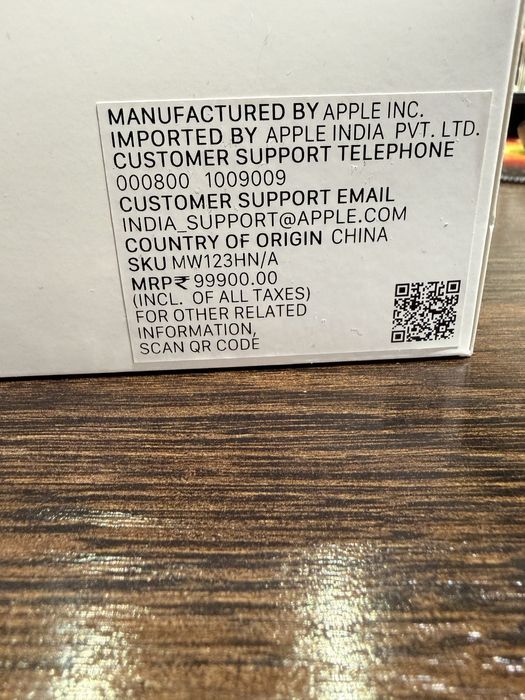 MANUFACTURED BY APPLE INC.
IMPORTED BY APPLE INDIA PVT. LTD.
CUSTOMER SUPPORT TELEPHONE
000800 1009009
CUSTOMER SUPPORT EMAIL
INDIA_SUPPORT@APPLE.COM
COUNTRY OF ORIGIN CHINA
SKU MW123HN/A
MRP₹ 99900.00
(INCL. OF ALL TAXES)
FOR OTHER RELATED
INFORMATION,
SCAN QR CODE